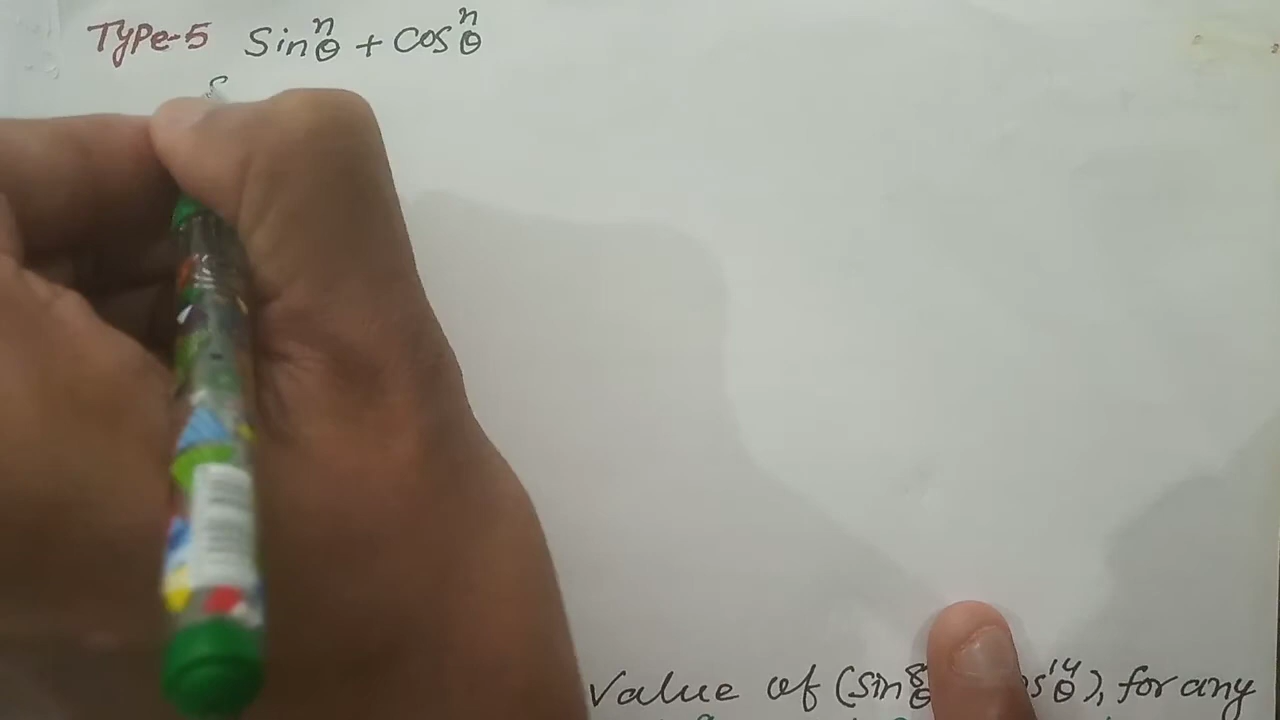 Type-5 Sinⁿθ + Cosⁿθ
Value of (sin⁸θ s¹⁴θ), for any